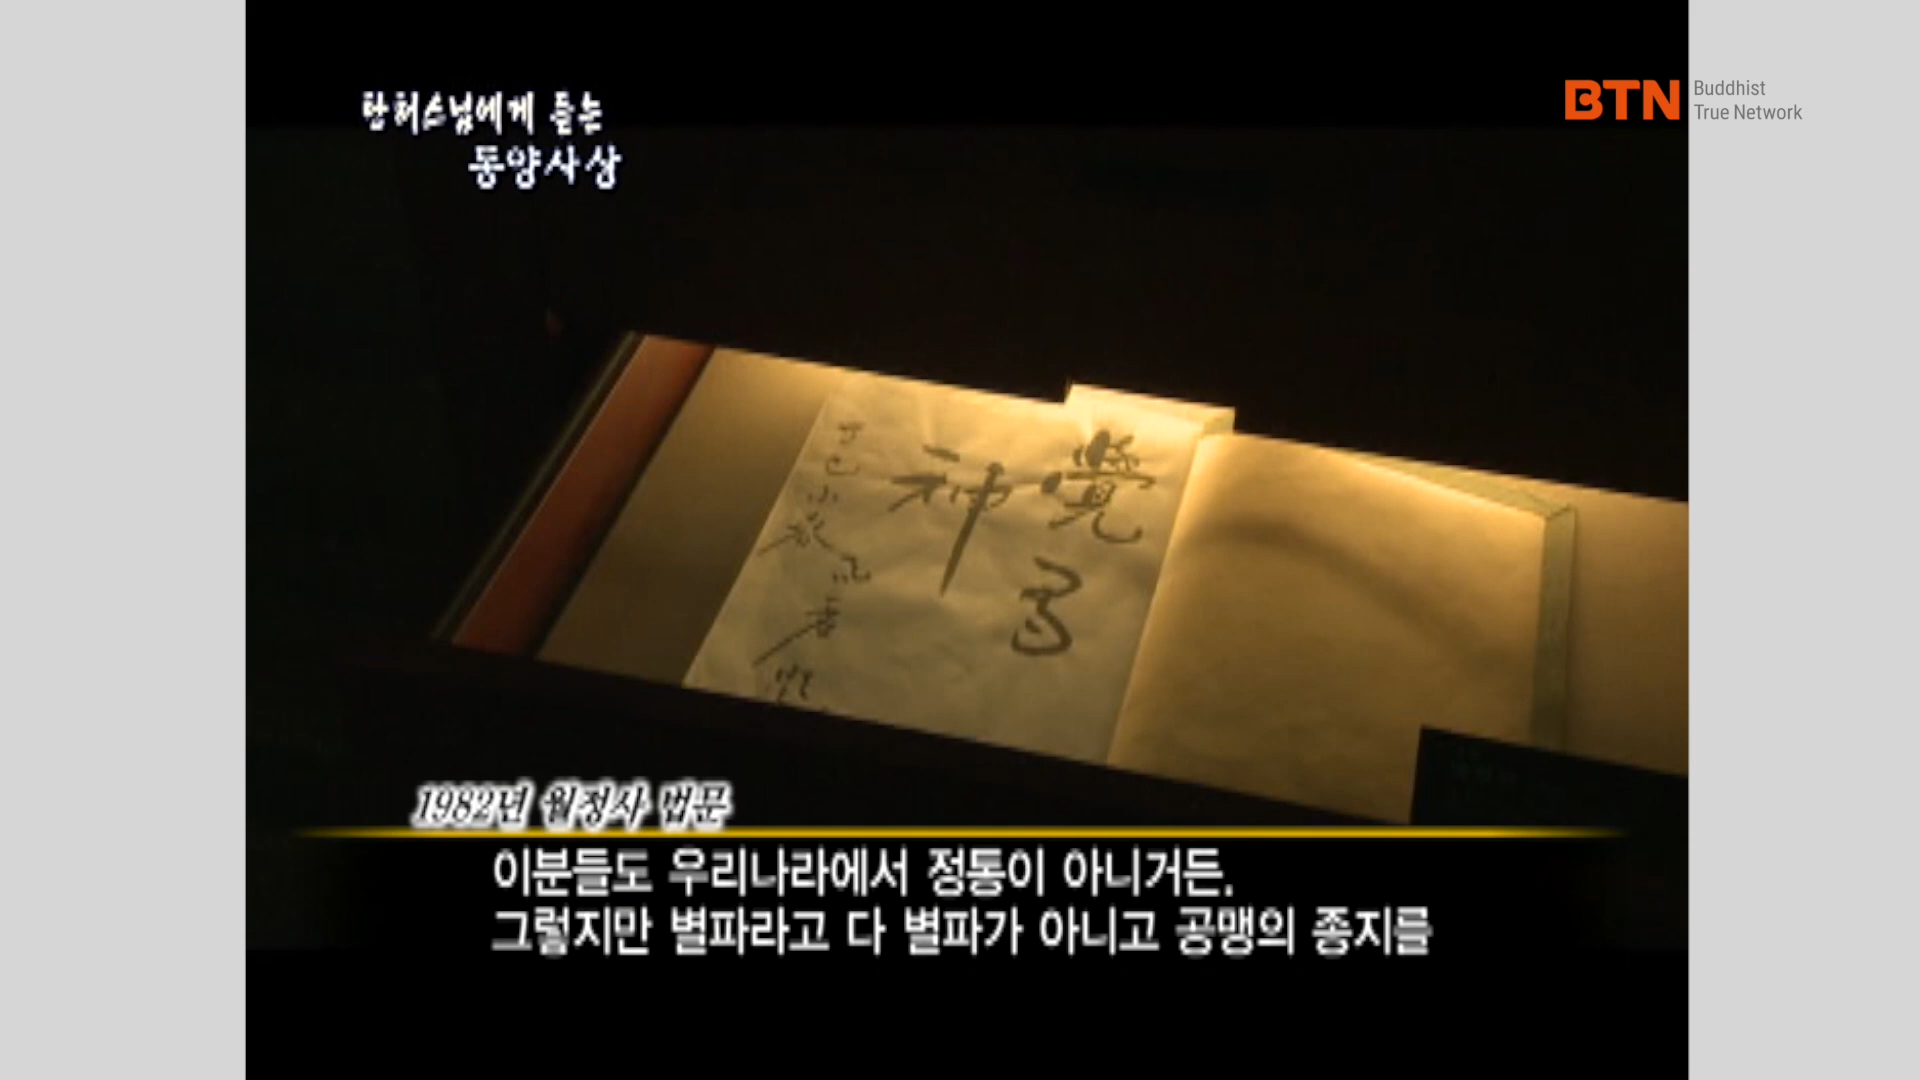 탄허스님에게 듣는
동양사상
BTN Buddhist
True Network
覺
神
丁巳小
1982년 월정사 법문
이분들도 우리나라에서 정통이 아니거든.
그렇지만 별파라고 다 별파가 아니고 공맹의 종지를